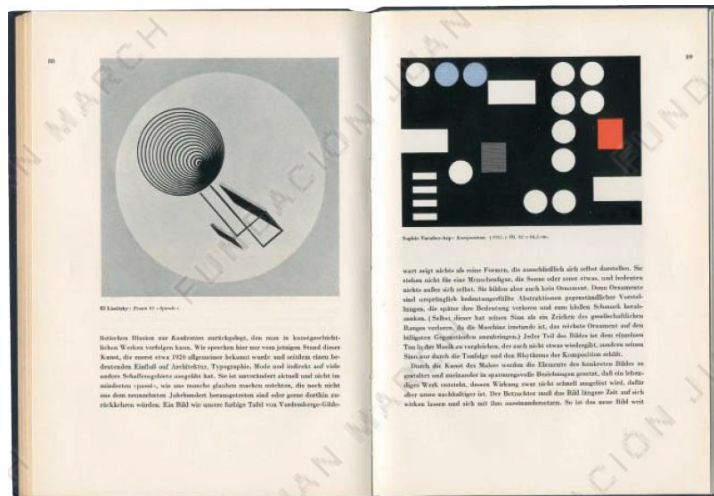 88
El Lissitzky:
listischen Illusion zur Konkretion zurückgelegt, den man in kunstgeschicht-
lichen Werken verfolgen kann. Wir sprechen hier nur vom jetzigen Stand dieser
Kunst, die zuerst etwa 1920 allgemeiner bekannt wurde und seitdem einen be-
deutenden Einfluß auf Architektur, Typographie, Mode und indirekt auf viele
andere Schaffensgebiete ausgeübt hat. Sie ist unverändert aktuell und nicht im
mindesten «passé», wie uns manche glauben machen möchten, die noch nicht
aus dem neunzehnten Jahrhundert herausgetreten sind oder gerne dorthin zu-
rückkehren würden. Ein Bild wie unsere farbige Tafel von Vordemberge-Gilde-
89
Sophie Taeuber-Arp: Komposition.
wart zeigt nichts als seine Formen, die ausschließlich sich selbst darstellen. Sie
stehen nicht für eine Menschenfigur, die Sonne oder sonst etwas, und bedeuten
nichts außer sich selbst. Sie bilden aber auch kein Ornament. Denn Ornamente
sind ursprünglich bedeutungerfüllte Abstraktionen gegenständlicher Vorstel-
lungen, die später ihre Bedeutung verloren und zum bloßen Schmuck herab-
sanken. (Selbst dieser hat seinen Sinn als ein Zeichen des gesellschaftlichen
Ranges verloren, da die Maschine imstande ist, das reichste Ornament auf den
billigsten Gegenständen anzubringen.) Jeder Teil des Bildes ist dem einzelnen
Ton in der Musik zu vergleichen, der auch nicht etwas wiedergibt, sondern seinen
Sinn nur durch die Tonfolge und den Rhythmus der Komposition erhält.
Durch die Kunst des Malers werden die Elemente des konkreten Bildes so
gestaltet und zueinander in spannungsvolle Beziehungen gesetzt, daß ein leben-
diges Werk entsteht, dessen Wirkung zwar nicht schnell ausgelöst wird, dafür
aber umso nachhaltiger ist. Der Betrachter muß das Bild längere Zeit auf sich
wirken lassen und sich mit ihm auseinandersetzen. So ist das neue Bild weit
FUNDACIÓN JUAN MARCH